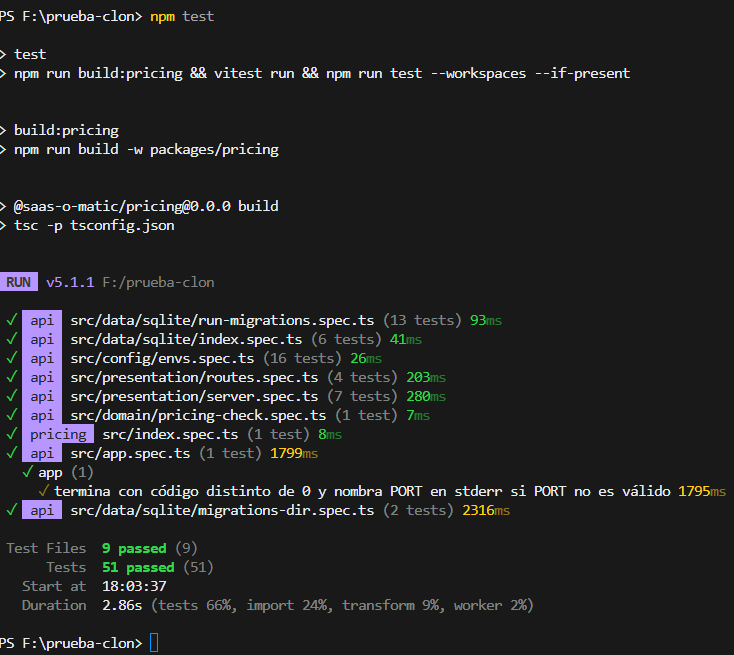 PS F:\prueba-clon> npm test
> test
> npm run build:pricing && vitest run && npm run test --workspaces --if-present
> build:pricing
> npm run build -w packages/pricing
> @saas-o-matic/pricing@0.0.0 build
> tsc -p tsconfig.json
RUN v5.1.1 F:/prueba-clon
✓ api src/data/sqlite/run-migrations.spec.ts (13 tests) 93ms
✓ api src/data/sqlite/index.spec.ts (6 tests) 41ms
✓ api src/config/envs.spec.ts (16 tests) 26ms
✓ api src/presentation/routes.spec.ts (4 tests) 203ms
✓ api src/presentation/server.spec.ts (7 tests) 280ms
✓ api src/domain/pricing-check.spec.ts (1 test) 7ms
✓ pricing src/index.spec.ts (1 test) 8ms
✓ api src/app.spec.ts (1 test) 1799ms
✓ app (1)
✓ termina con código distinto de 0 y nombra PORT en stderr si PORT no es válido 1795ms
✓ api src/data/sqlite/migrations-dir.spec.ts (2 tests) 2316ms
Test Files 9 passed (9)
Tests 51 passed (51)
Start at 18:03:37
Duration 2.86s (tests 66%, import 24%, transform 9%, worker 2%)
PS F:\prueba-clon>